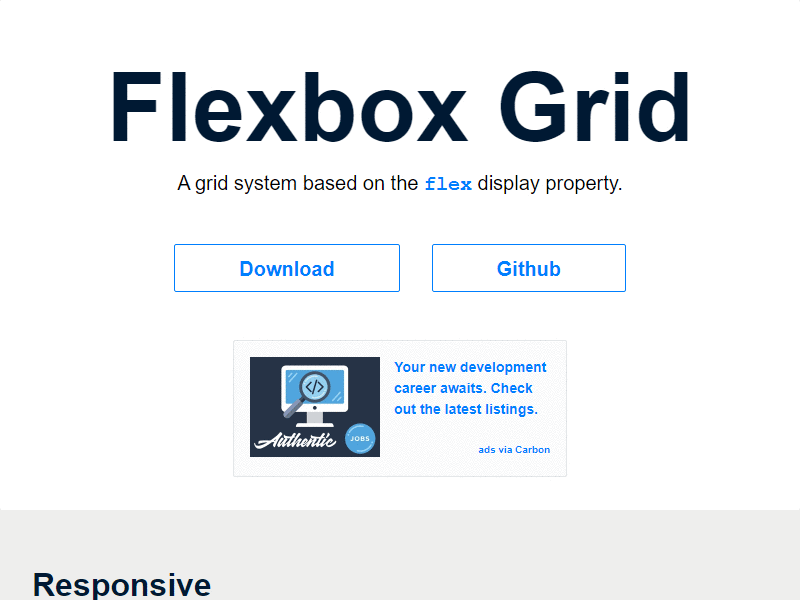 Flexbox Grid
A grid system based on the flex display property.
Download
Github
</>
Authentic
JOBS
Your new development
career awaits. Check
out the latest listings.
ads via Carbon
Responsive